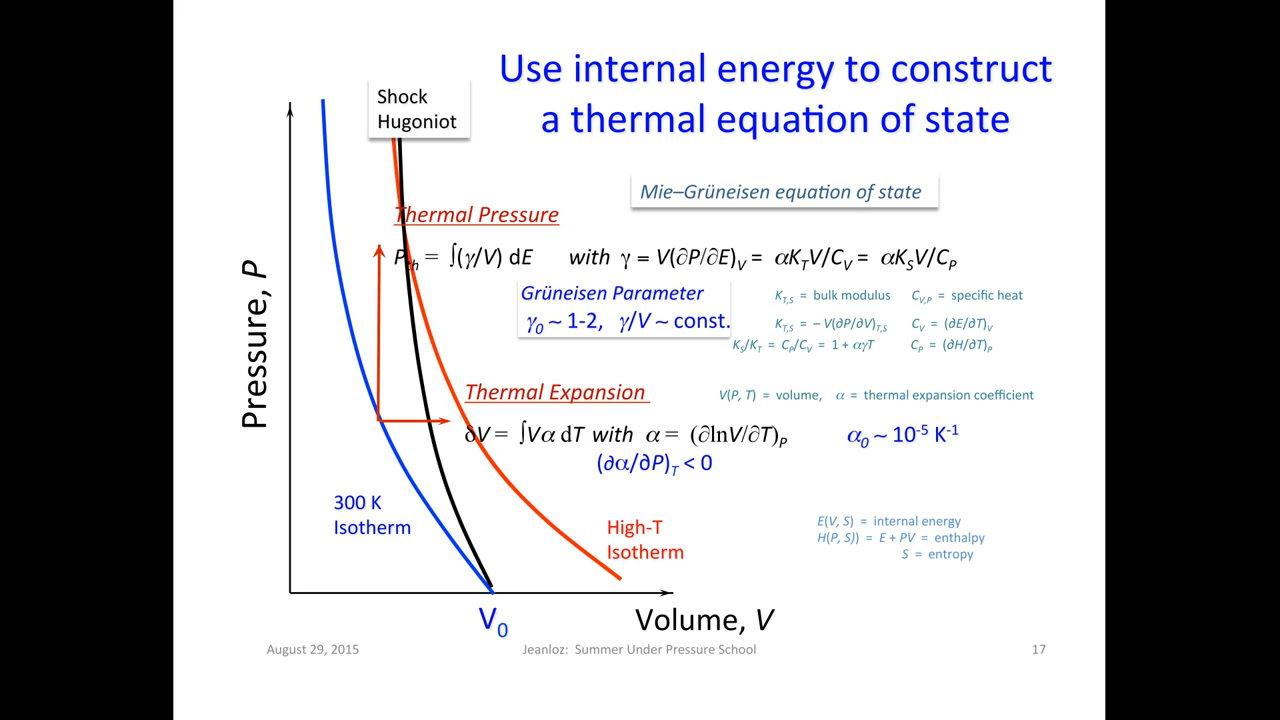 Use internal energy to construct
a thermal equation of state
Shock
Hugoniot
Mie–Grüneisen equation of state
Thermal Pressure
Pth = ∫(γ/V) dE with γ = V(∂P/∂E)V = αKTV/CV = αKSV/CP
Grüneisen Parameter
γ0 ~ 1-2, γ/V ~ const.
KT,S = bulk modulus CV,P = specific heat
KT,S = – V(∂P/∂V)T,S CV = (∂E/∂T)V
KS/KT = CP/CV = 1 + αγT CP = (∂H/∂T)P
Pressure, P
Thermal Expansion
V(P, T) = volume, α = thermal expansion coefficient
δV = ∫Vα dT with α = (∂lnV/∂T)P α0 ~ 10-5 K-1
(∂α/∂P)T < 0
300 K
Isotherm
High-T
Isotherm
E(V, S) = internal energy
H(P, S)) = E + PV = enthalpy
S = entropy
V0
Volume, V
August 29, 2015
Jeanloz: Summer Under Pressure School
17